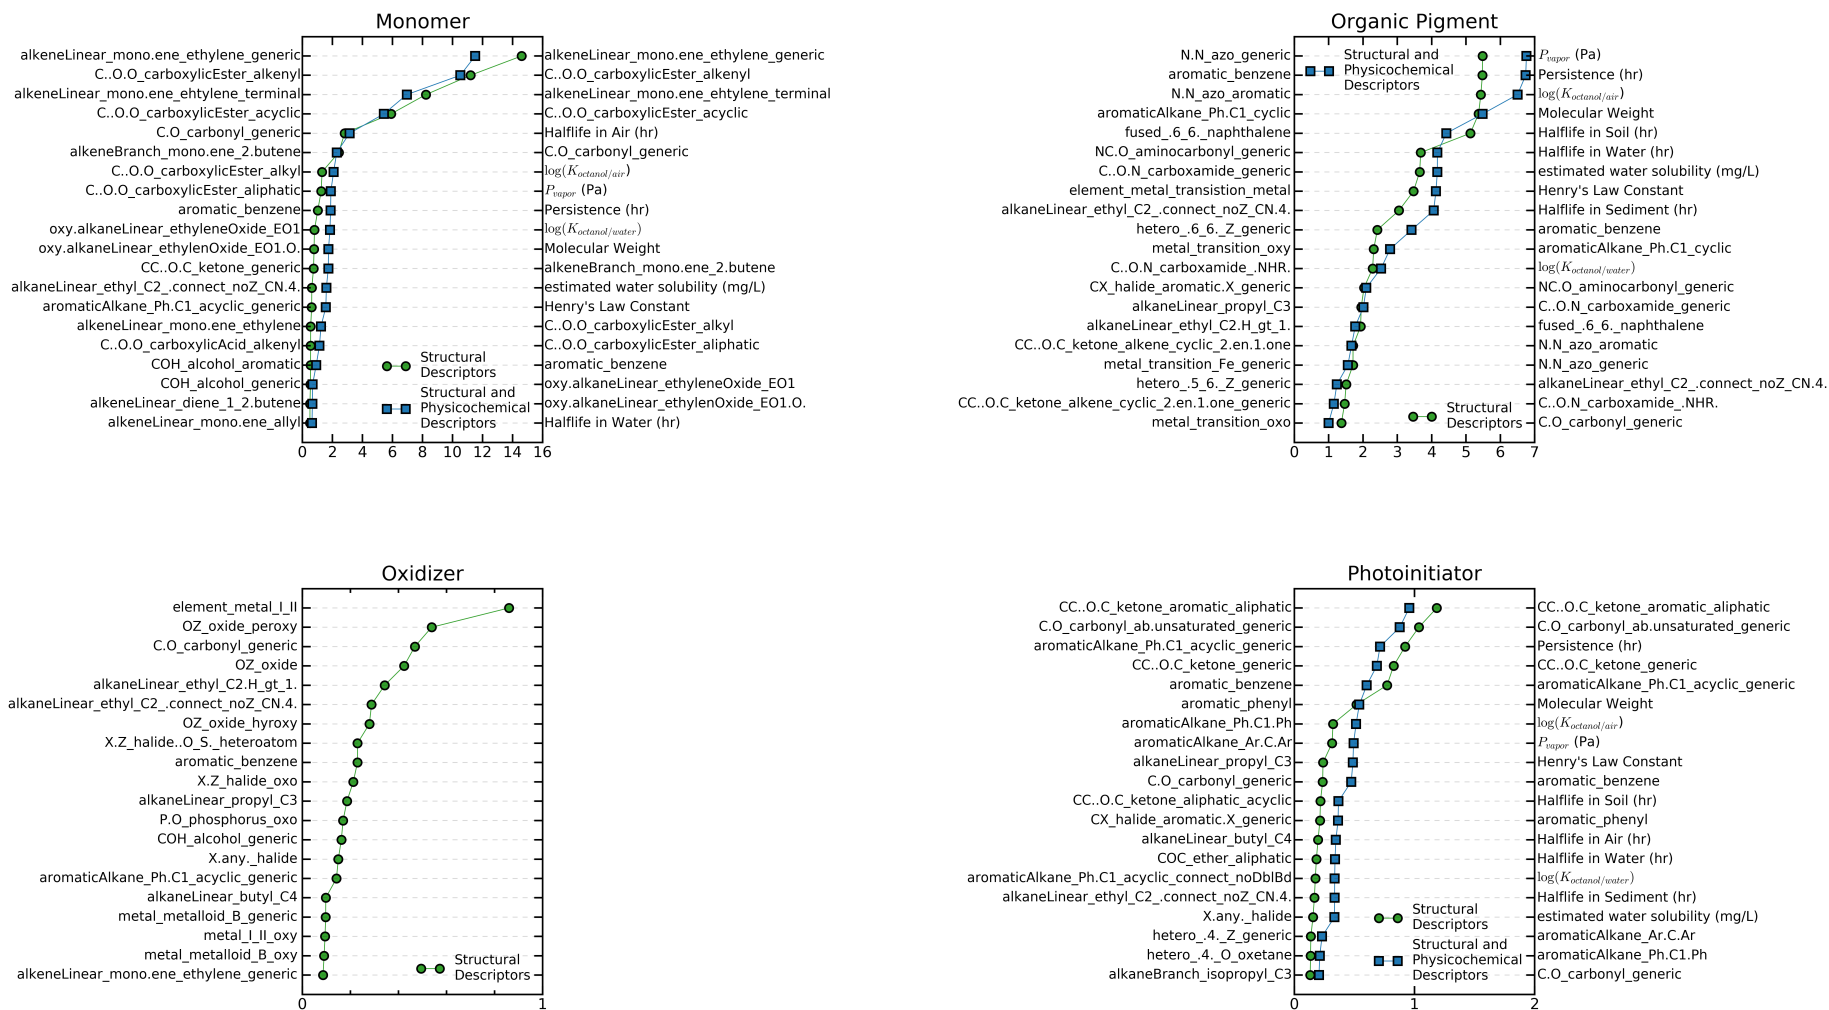 Monomer
alkeneLinear_mono.ene_ethylene_generic
C..O.O_carboxylicEster_alkenyl
alkeneLinear_mono.ene_ehtylene_terminal
C..O.O_carboxylicEster_acyclic
C.O_carbonyl_generic
alkeneBranch_mono.ene_2.butene
C..O.O_carboxylicEster_alkyl
C..O.O_carboxylicEster_aliphatic
aromatic_benzene
oxy.alkaneLinear_ethyleneOxide_EO1
oxy.alkaneLinear_ethylenOxide_EO1.O.
CC..O.C_ketone_generic
alkaneLinear_ethyl_C2_.connect_noZ_CN.4.
aromaticAlkane_Ph.C1_acyclic_generic
alkeneLinear_mono.ene_ethylene
C..O.O_carboxylicAcid_alkenyl
COH_alcohol_aromatic
COH_alcohol_generic
alkeneLinear_diene_1_2.butene
alkeneLinear_mono.ene_allyl
alkeneLinear_mono.ene_ethylene_generic
C..O.O_carboxylicEster_alkenyl
alkeneLinear_mono.ene_ehtylene_terminal
C..O.O_carboxylicEster_acyclic
Halflife in Air (hr)
C.O_carbonyl_generic
log(K_octanol/air)
P_vapor (Pa)
Persistence (hr)
log(K_octanol/water)
Molecular Weight
alkeneBranch_mono.ene_2.butene
estimated water solubility (mg/L)
Henry's Law Constant
C..O.O_carboxylicEster_alkyl
C..O.O_carboxylicEster_aliphatic
aromatic_benzene
oxy.alkaneLinear_ethyleneOxide_EO1
oxy.alkaneLinear_ethylenOxide_EO1.O.
Halflife in Water (hr)
Structural
Descriptors
Structural and
Physicochemical
Descriptors
0 2 4 6 8 10 12 14 16
Organic Pigment
N.N_azo_generic
aromatic_benzene
N.N_azo_aromatic
aromaticAlkane_Ph.C1_cyclic
fused_.6_6._naphthalene
NC.O_aminocarbonyl_generic
C..O.N_carboxamide_generic
element_metal_transistion_metal
alkaneLinear_ethyl_C2_.connect_noZ_CN.4.
hetero_.6_6._Z_generic
metal_transition_oxy
C..O.N_carboxamide_.NHR.
CX_halide_aromatic.X_generic
alkaneLinear_propyl_C3
alkaneLinear_ethyl_C2.H_gt_1.
CC..O.C_ketone_alkene_cyclic_2.en.1.one
metal_transition_Fe_generic
hetero_.5_6._Z_generic
CC..O.C_ketone_alkene_cyclic_2.en.1.one_generic
metal_transition_oxo
Structural and
Physicochemical
Descriptors
P_vapor (Pa)
Persistence (hr)
log(K_octanol/air)
Molecular Weight
Halflife in Soil (hr)
Halflife in Water (hr)
estimated water solubility (mg/L)
Henry's Law Constant
Halflife in Sediment (hr)
aromatic_benzene
aromaticAlkane_Ph.C1_cyclic
log(K_octanol/water)
NC.O_aminocarbonyl_generic
C..O.N_carboxamide_generic
fused_.6_6._naphthalene
N.N_azo_aromatic
N.N_azo_generic
alkaneLinear_ethyl_C2_.connect_noZ_CN.4.
C..O.N_carboxamide_.NHR.
C.O_carbonyl_generic
Structural
Descriptors
0 1 2 3 4 5 6 7
Oxidizer
element_metal_I_II
OZ_oxide_peroxy
C.O_carbonyl_generic
OZ_oxide
alkaneLinear_ethyl_C2.H_gt_1.
alkaneLinear_ethyl_C2_.connect_noZ_CN.4.
OZ_oxide_hyroxy
X.Z_halide..O_S._heteroatom
aromatic_benzene
X.Z_halide_oxo
alkaneLinear_propyl_C3
P.O_phosphorus_oxo
COH_alcohol_generic
X.any._halide
aromaticAlkane_Ph.C1_acyclic_generic
alkaneLinear_butyl_C4
metal_metalloid_B_generic
metal_I_II_oxy
metal_metalloid_B_oxy
alkeneLinear_mono.ene_ethylene_generic
Structural
Descriptors
0 1
Photoinitiator
CC..O.C_ketone_aromatic_aliphatic
C.O_carbonyl_ab.unsaturated_generic
aromaticAlkane_Ph.C1_acyclic_generic
CC..O.C_ketone_generic
aromatic_benzene
aromatic_phenyl
aromaticAlkane_Ph.C1.Ph
aromaticAlkane_Ar.C.Ar
alkaneLinear_propyl_C3
C.O_carbonyl_generic
CC..O.C_ketone_aliphatic_acyclic
CX_halide_aromatic.X_generic
alkaneLinear_butyl_C4
COC_ether_aliphatic
aromaticAlkane_Ph.C1_acyclic_connect_noDblBd
alkaneLinear_ethyl_C2_.connect_noZ_CN.4.
X.any._halide
hetero_.4._Z_generic
hetero_.4._O_oxetane
alkaneBranch_isopropyl_C3
CC..O.C_ketone_aromatic_aliphatic
C.O_carbonyl_ab.unsaturated_generic
Persistence (hr)
CC..O.C_ketone_generic
aromaticAlkane_Ph.C1_acyclic_generic
Molecular Weight
log(K_octanol/air)
P_vapor (Pa)
Henry's Law Constant
aromatic_benzene
Halflife in Soil (hr)
aromatic_phenyl
Halflife in Air (hr)
Halflife in Water (hr)
log(K_octanol/water)
Halflife in Sediment (hr)
estimated water solubility (mg/L)
aromaticAlkane_Ar.C.Ar
aromaticAlkane_Ph.C1.Ph
C.O_carbonyl_generic
Structural
Descriptors
Structural and
Physicochemical
Descriptors
0 1 2